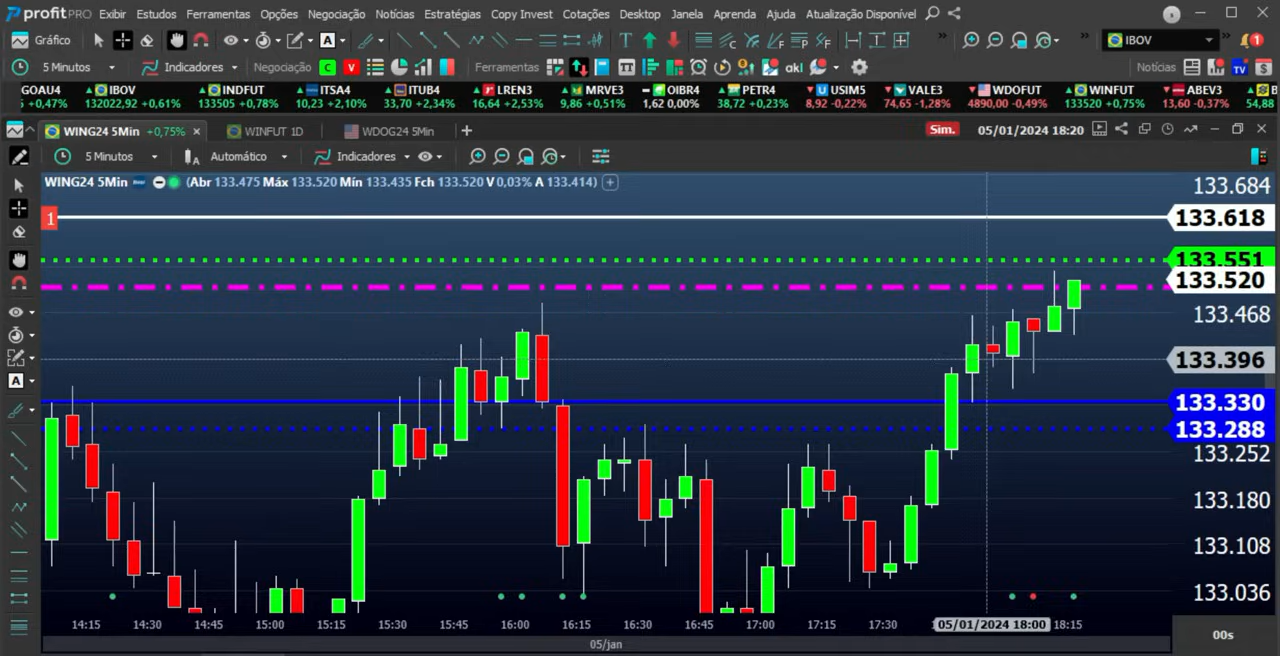 profitPRO Exibir Estudos Ferramentas Opções Negociação Notícias Estratégias Copy Invest Cotações Desktop Janela Aprenda Ajuda Atualização Disponível
Gráfico A T C F P F IBOV 1
5 Minutos Indicadores Negociação C V Ferramentas akl Notícias TV $
GOAU4 IBOV INDFUT ITSA4 ITUB4 LREN3 MRVE3 OIBR4 PETR4 USIM5 VALE3 WDOFUT WINFUT ABEV3 B
+0,47% 132022,92 +0,61% 133505 +0,78% 10,23 +2,10% 33,70 +2,34% 16,64 +2,53% 9,86 +0,51% 1,62 0,00% 38,72 +0,23% 8,92 -0,22% 74,65 -1,28% 4890,00 -0,49% 133520 +0,75% 13,60 -0,37% 54,88
WING24 5Min +0,75% × WINFUT 1D WDOG24 5Min + Sim. 05/01/2024 18:20
5 Minutos A Automático Indicadores
WING24 5Min (Abr 133.475 Máx 133.520 Mín 133.435 Fch 133.520 V 0,03% A 133.414) +
133.684
1 133.618
133.551
133.520
133.468
133.396
A
133.330
133.288
133.252
133.180
133.108
133.036
14:15 14:30 14:45 15:00 15:15 15:30 15:45 16:00 16:15 16:30 16:45 17:00 17:15 17:30 05/01/2024 18:00 18:15
00s
05/jan